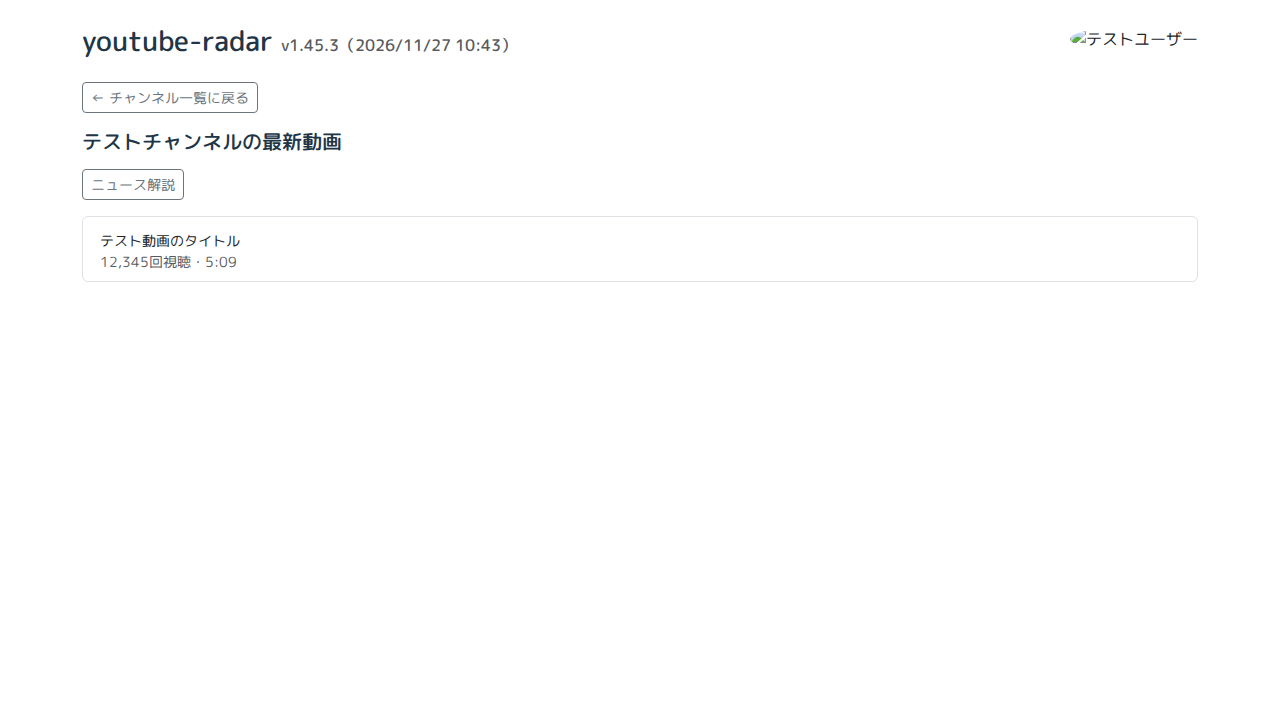 youtube-radar v1.45.3（2026/11/27 10:43）
テストユーザー
← チャンネル一覧に戻る
テストチャンネルの最新動画
ニュース解説
テスト動画のタイトル
12,345回視聴・5:09